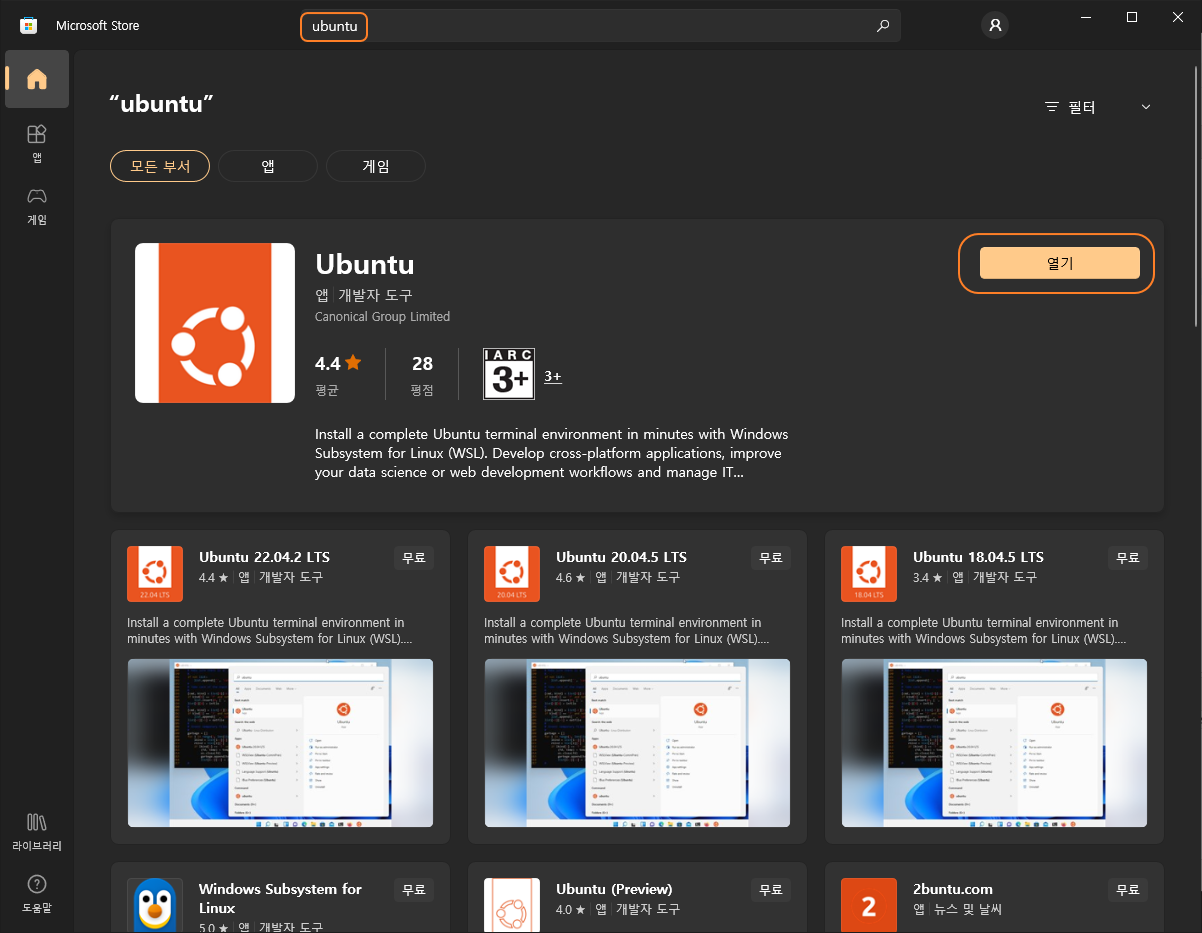 Microsoft Store
ubuntu
“ubuntu”
필터
모든 부서
앱
게임
앱
게임
Ubuntu
앱 개발자 도구
Canonical Group Limited
열기
4.4
평균
28
평점
IARC
3+
3+
Install a complete Ubuntu terminal environment in minutes with Windows
Subsystem for Linux (WSL). Develop cross-platform applications, improve
your data science or web development workflows and manage IT...
Ubuntu 22.04.2 LTS
무료
4.4 ★ 앱 개발자 도구
22.04 LTS
Install a complete Ubuntu terminal environment in
minutes with Windows Subsystem for Linux (WSL)....
Ubuntu 20.04.5 LTS
무료
4.6 ★ 앱 개발자 도구
20.04 LTS
Install a complete Ubuntu terminal environment in
minutes with Windows Subsystem for Linux (WSL)....
Ubuntu 18.04.5 LTS
무료
3.4 ★ 앱 개발자 도구
18.04 LTS
Install a complete Ubuntu terminal environment in
minutes with Windows Subsystem for Linux (WSL)....
Windows Subsystem for
Linux
무료
5.0 ★ 앱 개발자 도구
Ubuntu (Preview)
무료
4.0 ★ 앱 개발자 도구
2
2buntu.com
무료
앱 뉴스 및 날씨
라이브러리
도움말